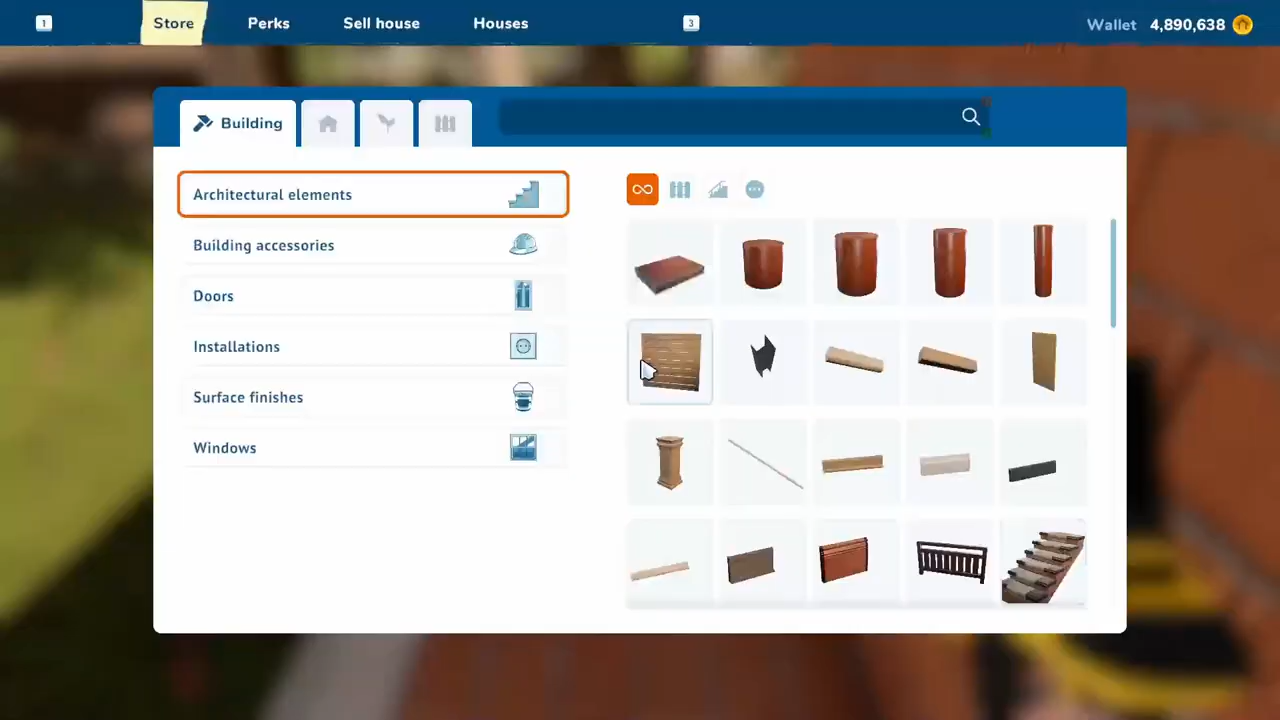 1
Store
Perks
Sell house
Houses
3
Wallet 4,890,638
Building
Architectural elements
Building accessories
Doors
Installations
Surface finishes
Windows